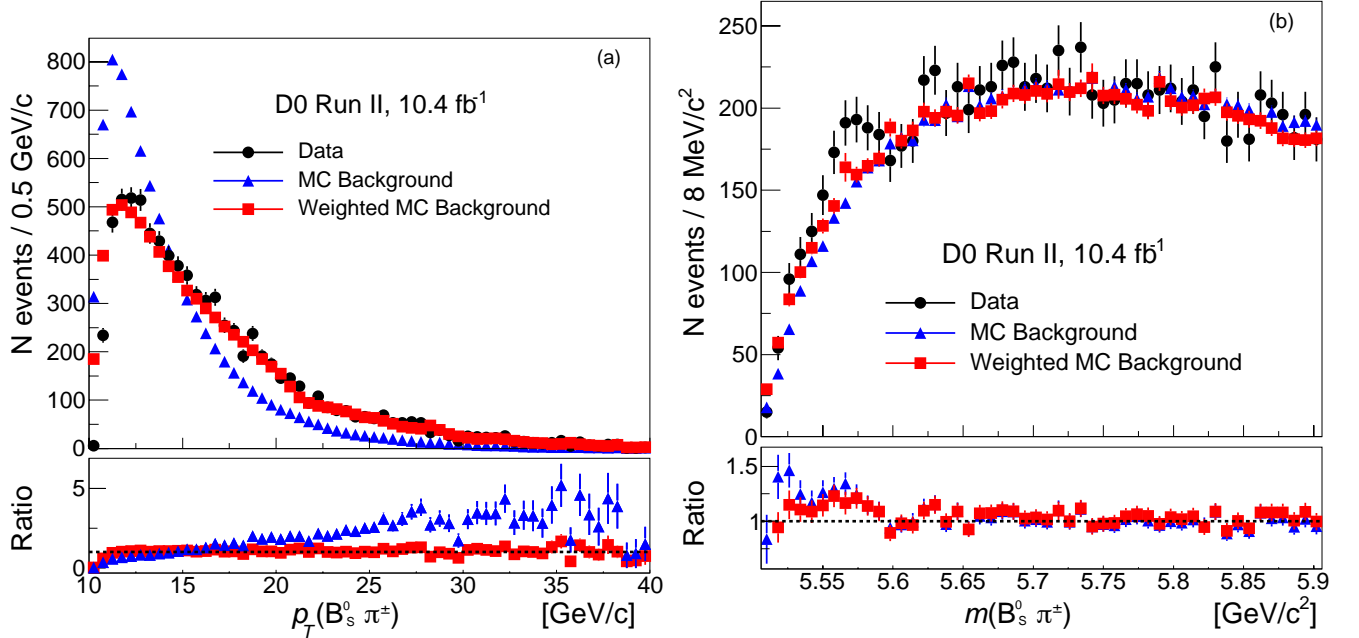 (a)
D0 Run II, 10.4 fb⁻¹
Data
MC Background
Weighted MC Background
N events / 0.5 GeV/c
800
700
600
500
400
300
200
100
0
Ratio
5
0
10 15 20 25 30 35 40
p_T(B⁰ₛ π±) [GeV/c]
(b)
N events / 8 MeV/c²
250
200
150
100
50
0
D0 Run II, 10.4 fb⁻¹
Data
MC Background
Weighted MC Background
Ratio
1.5
1
5.55 5.6 5.65 5.7 5.75 5.8 5.85 5.9
m(B⁰ₛ π±) [GeV/c²]